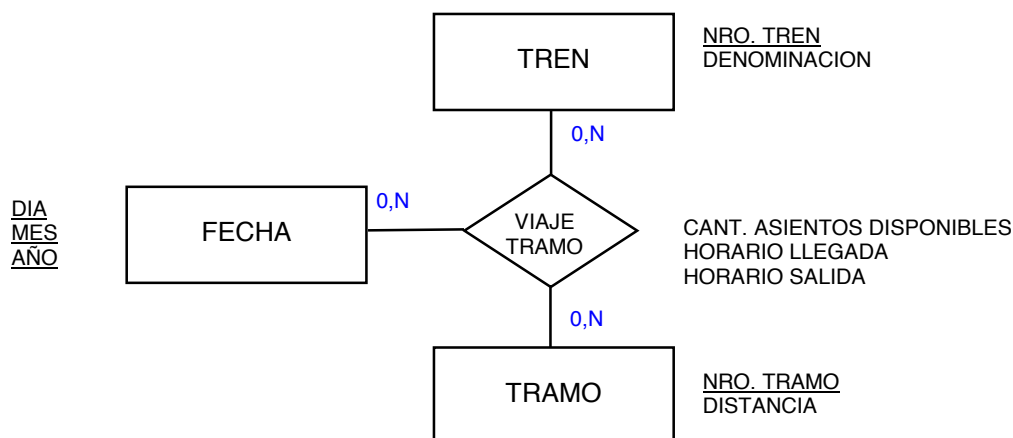 TREN
NRO. TREN
DENOMINACION
0,N
DIA
MES
AÑO
FECHA
0,N
VIAJE
TRAMO
CANT. ASIENTOS DISPONIBLES
HORARIO LLEGADA
HORARIO SALIDA
0,N
TRAMO
NRO. TRAMO
DISTANCIA